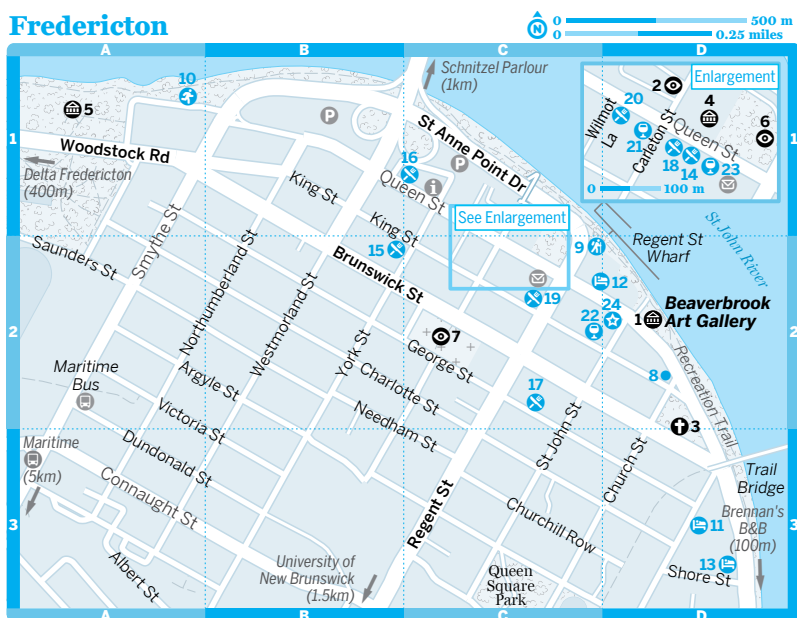 Fredericton
N
0 500 m
0 0.25 miles
A
B
C
D
Schnitzel Parlour
(1km)
Enlargement
2
4
6
20
Wilmot
La
21
Carleton St
Queen St
18
14
23
0 100 m
10
5
P
1
1
Woodstock Rd
Delta Fredericton
(400m)
St Anne Point Dr
16
P
i
Queen St
King St
King St
See Enlargement
Smythe St
Saunders St
Northumberland St
Westmorland St
15
Brunswick St
9
Regent St
Wharf
St John River
12
19
24
22
1
Beaverbrook
Art Gallery
2
2
7
York St
George St
Maritime
Bus
Argyle St
Charlotte St
17
8
Recreation Trail
Victoria St
Needham St
3
Maritime
(5km)
Dundonald St
St John St
Church St
Trail
Bridge
Connaught St
Regent St
Churchill Row
11
Brennan's
B&B
(100m)
3
3
Albert St
University of
New Brunswick
(1.5km)
Queen
Square
Park
13
Shore St
A
B
C
D